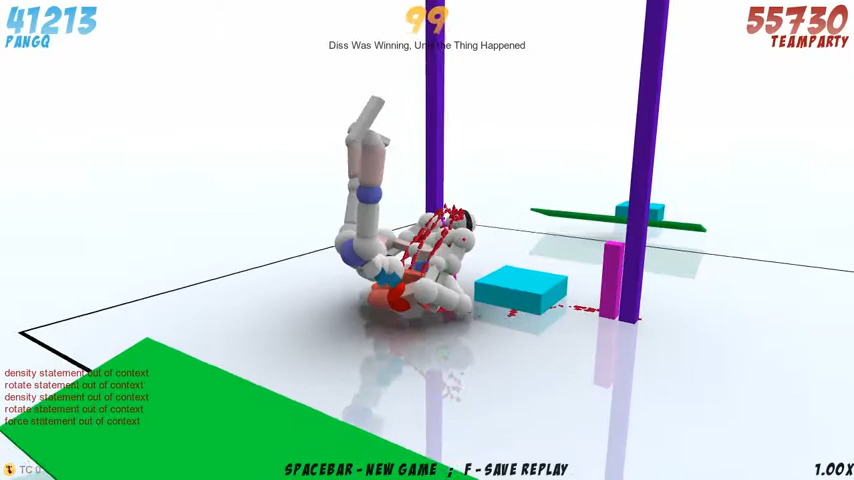 41213
PANGQ
99
Diss Was Winning, Until the Thing Happened
55730
TEAMPARTY
density statement out of context
rotate statement out of context
density statement out of context
rotate statement out of context
force statement out of context
TC 0.
SPACEBAR - NEW GAME ; F - SAVE REPLAY
1.00X